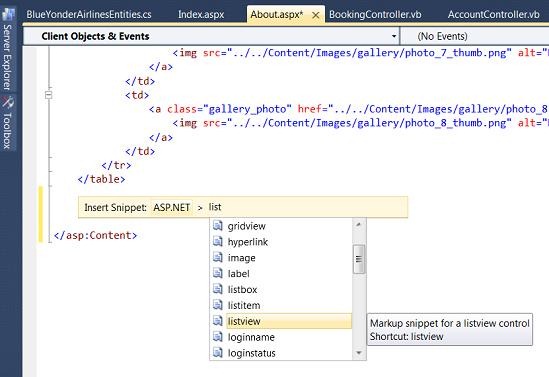 BlueYonderAirlinesEntities.cs Index.aspx About.aspx* × BookingController.vb AccountController.vb
Server Explorer
Toolbox
Client Objects & Events (No Events)
<img src="../../Content/Images/gallery/photo_7_thumb.png" alt="
</a>
</td>
<td>
<a class="gallery_photo" href="../../Content/Images/gallery/photo_8
<img src="../../Content/Images/gallery/photo_8_thumb.png" alt="
</a>
</td>
</tr>
</table>
Insert Snippet: ASP.NET > list
</asp:Content>
gridview
hyperlink
image
label
listbox
listitem
listview
loginname
loginstatus
Markup snippet for a listview control
Shortcut: listview